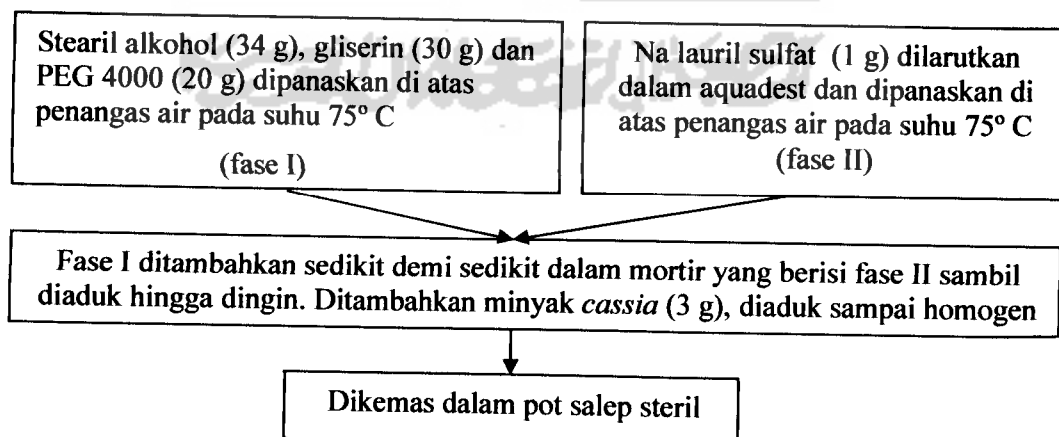 Stearil alkohol (34 g), gliserin (30 g) dan
PEG 4000 (20 g) dipanaskan di atas
penangas air pada suhu 75º C
(fase I)
Na lauril sulfat (1 g) dilarutkan
dalam aquadest dan dipanaskan di
atas penangas air pada suhu 75º C
(fase II)
Fase I ditambahkan sedikit demi sedikit dalam mortir yang berisi fase II sambil
diaduk hingga dingin. Ditambahkan minyak cassia (3 g), diaduk sampai homogen
Dikemas dalam pot salep steril